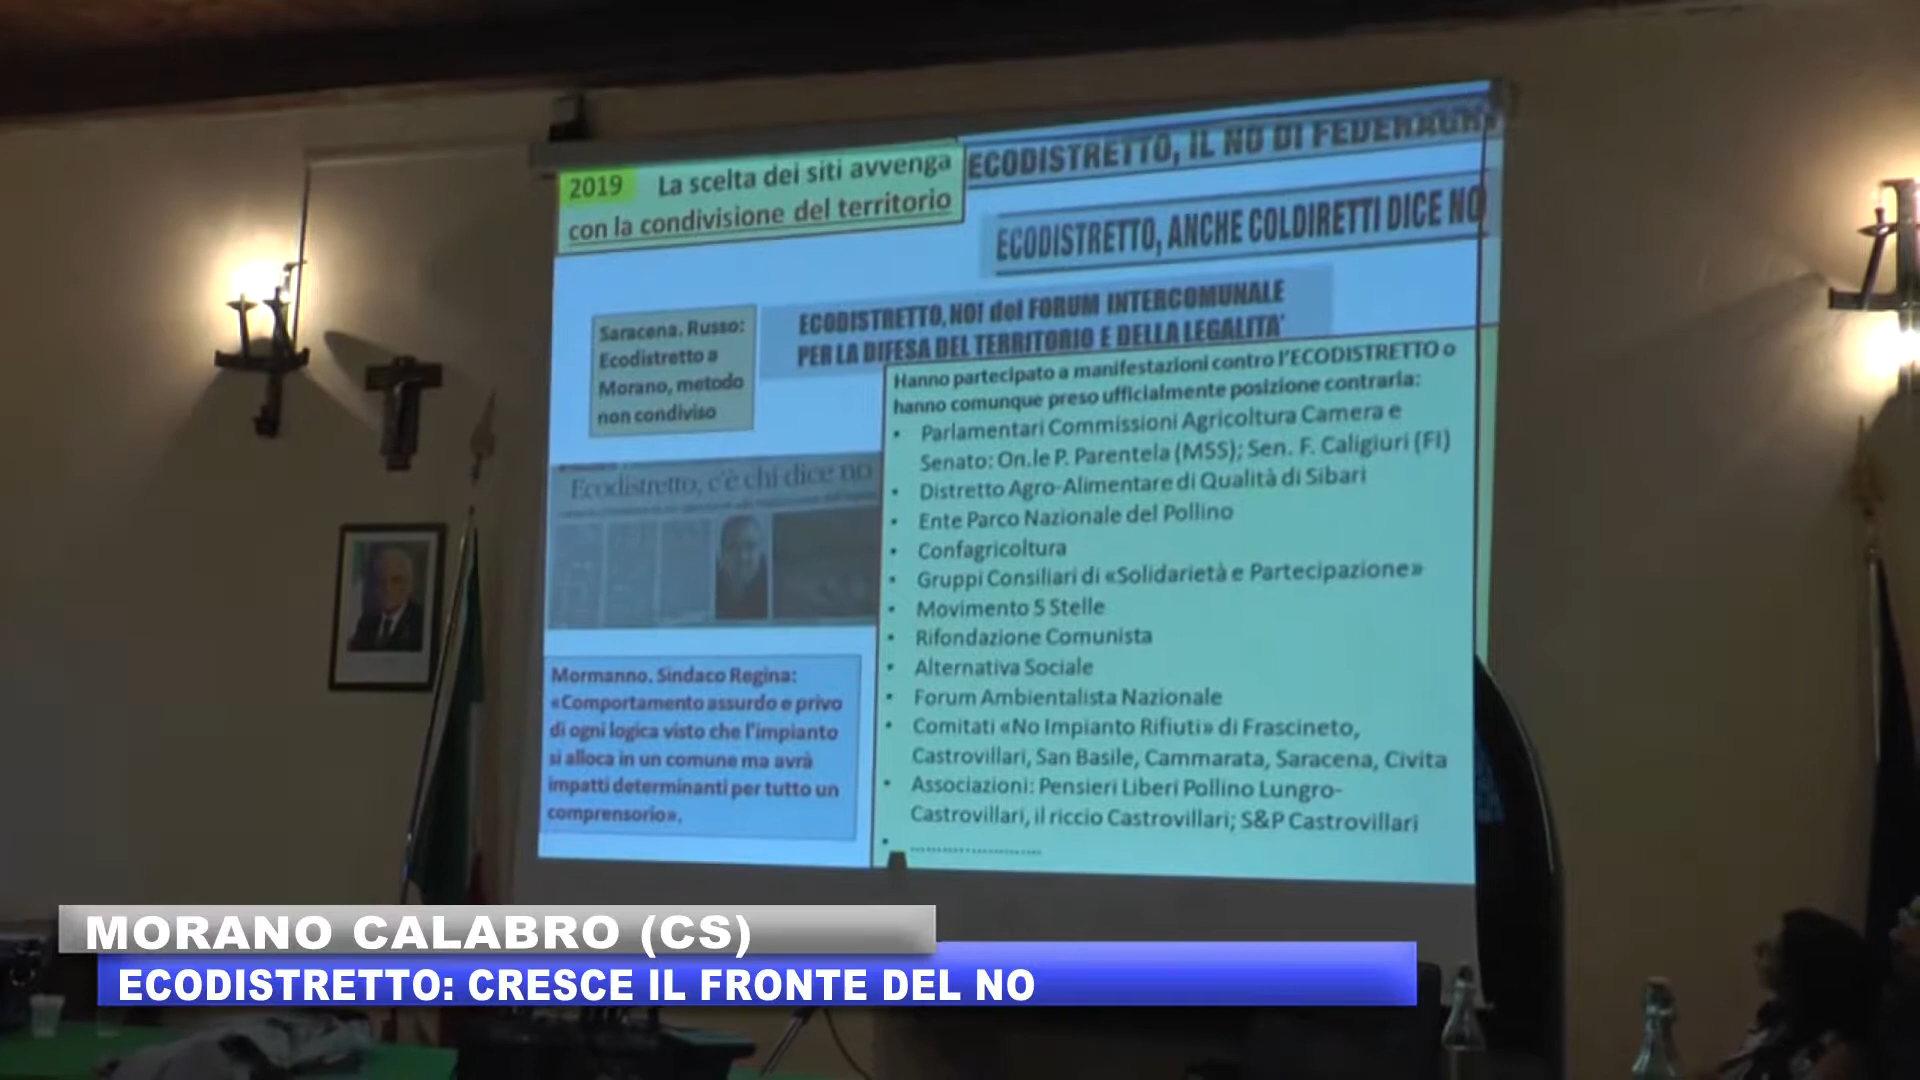 2019 La scelta dei siti avvenga
con la condivisione del territorio
ECODISTRETTO, IL NO DI FEDERAGRI
ECODISTRETTO, ANCHE COLDIRETTI DICE NO
ECODISTRETTO, NO! del FORUM INTERCOMUNALE
PER LA DIFESA DEL TERRITORIO E DELLA LEGALITA'
Saracena. Russo:
Ecodistretto a
Morano, metodo
non condiviso
Ecodistretto, c'è chi dice no
Mormanno. Sindaco Regina:
«Comportamento assurdo e privo
di ogni logica visto che l'impianto
si alloca in un comune ma avrà
impatti determinanti per tutto un
comprensorio».
Hanno partecipato a manifestazioni contro l'ECODISTRETTO o
hanno comunque preso ufficialmente posizione contraria:
• Parlamentari Commissioni Agricoltura Camera e
Senato: On.le P. Parentela (M5S); Sen. F. Caligiuri (FI)
• Distretto Agro-Alimentare di Qualità di Sibari
• Ente Parco Nazionale del Pollino
• Confagricoltura
• Gruppi Consiliari di «Solidarietà e Partecipazione»
• Movimento 5 Stelle
• Rifondazione Comunista
• Alternativa Sociale
• Forum Ambientalista Nazionale
• Comitati «No Impianto Rifiuti» di Frascineto,
Castrovillari, San Basile, Cammarata, Saracena, Civita
• Associazioni: Pensieri Liberi Pollino Lungro-
Castrovillari, il riccio Castrovillari; S&P Castrovillari
• ........................
MORANO CALABRO (CS)
ECODISTRETTO: CRESCE IL FRONTE DEL NO